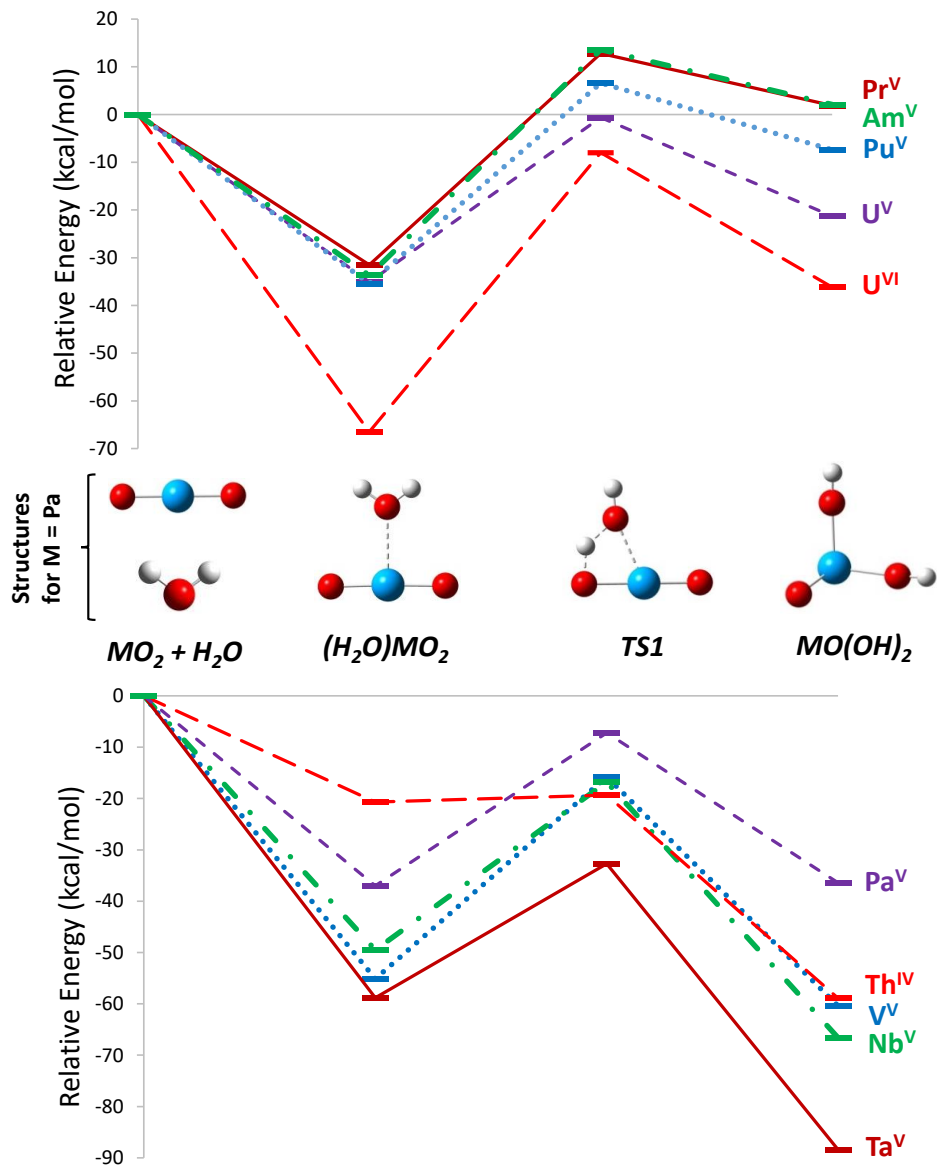 20
10
0
-10
-20
-30
-40
-50
-60
-70
Relative Energy (kcal/mol)
Prⱽ
Amⱽ
Puⱽ
Uⱽ
Uⱽᴵ
Structures
for M = Pa
MO₂ + H₂O
(H₂O)MO₂
TS1
MO(OH)₂
0
-10
-20
-30
-40
-50
-60
-70
-80
-90
Relative Energy (kcal/mol)
Paⱽ
Thᴵⱽ
Vⱽ
Nbⱽ
Taⱽ